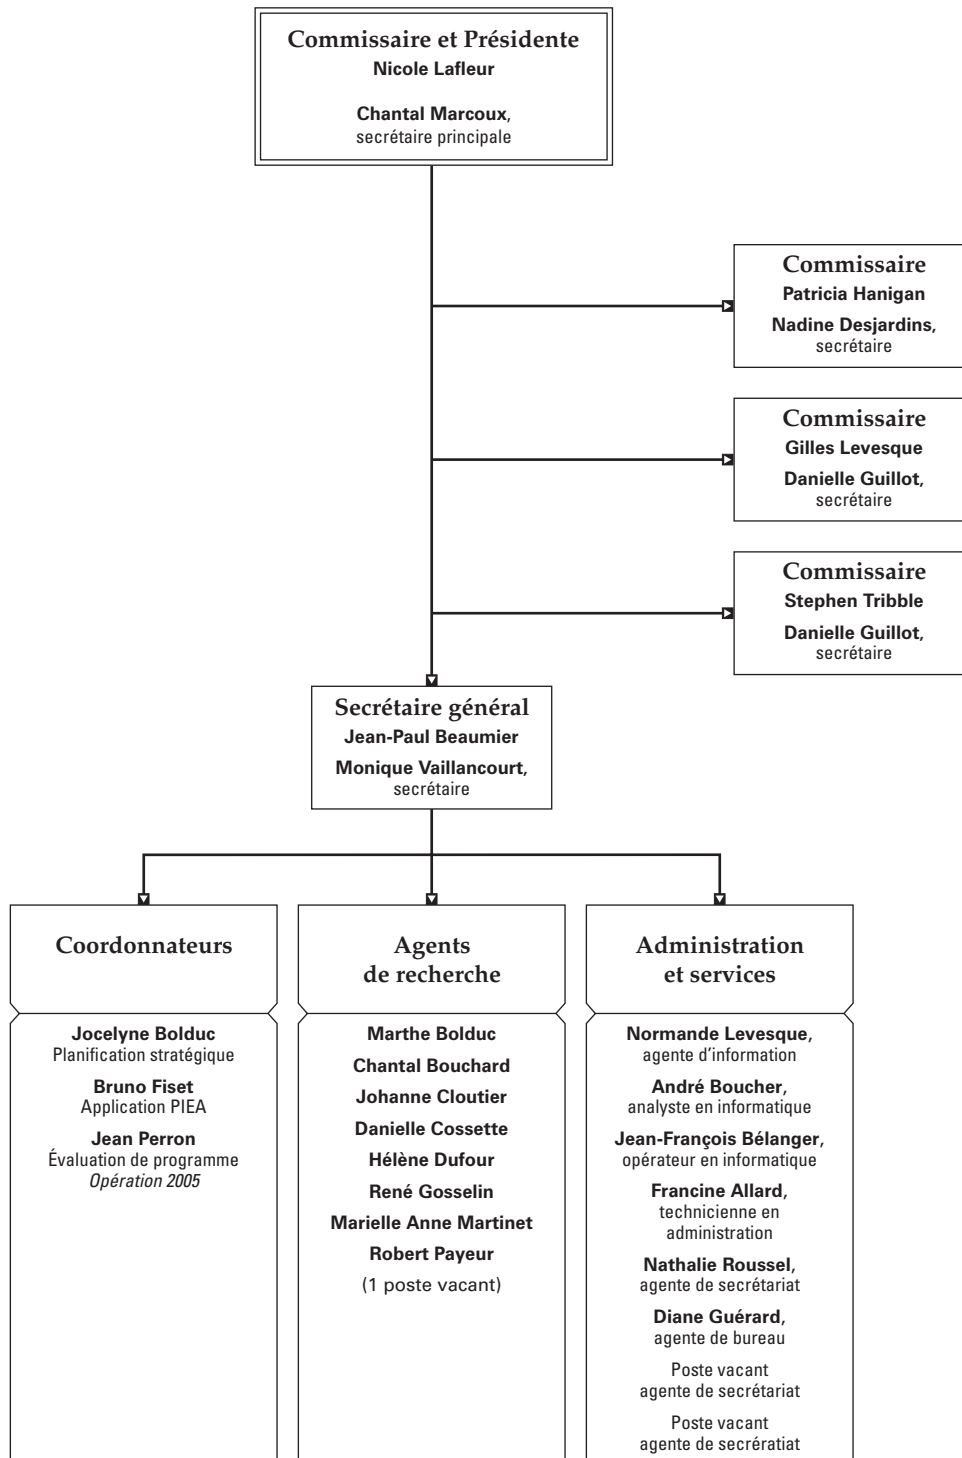 Commissaire et Présidente
Nicole Lafleur
Chantal Marcoux,
secrétaire principale
Commissaire
Patricia Hanigan
Nadine Desjardins,
secrétaire
Commissaire
Gilles Levesque
Danielle Guillot,
secrétaire
Commissaire
Stephen Tribble
Danielle Guillot,
secrétaire
Secrétaire général
Jean-Paul Beaumier
Monique Vaillancourt,
secrétaire
Coordonnateurs
Jocelyne Bolduc
Planification stratégique
Bruno Fiset
Application PIEA
Jean Perron
Évaluation de programme
Opération 2005
Agents
de recherche
Marthe Bolduc
Chantal Bouchard
Johanne Cloutier
Danielle Cossette
Hélène Dufour
René Gosselin
Marielle Anne Martinet
Robert Payeur
(1 poste vacant)
Administration
et services
Normande Levesque,
agente d'information
André Boucher,
analyste en informatique
Jean-François Bélanger,
opérateur en informatique
Francine Allard,
technicienne en
administration
Nathalie Roussel,
agente de secrétariat
Diane Guérard,
agente de bureau
Poste vacant
agente de secrétariat
Poste vacant
agente de secrératiat